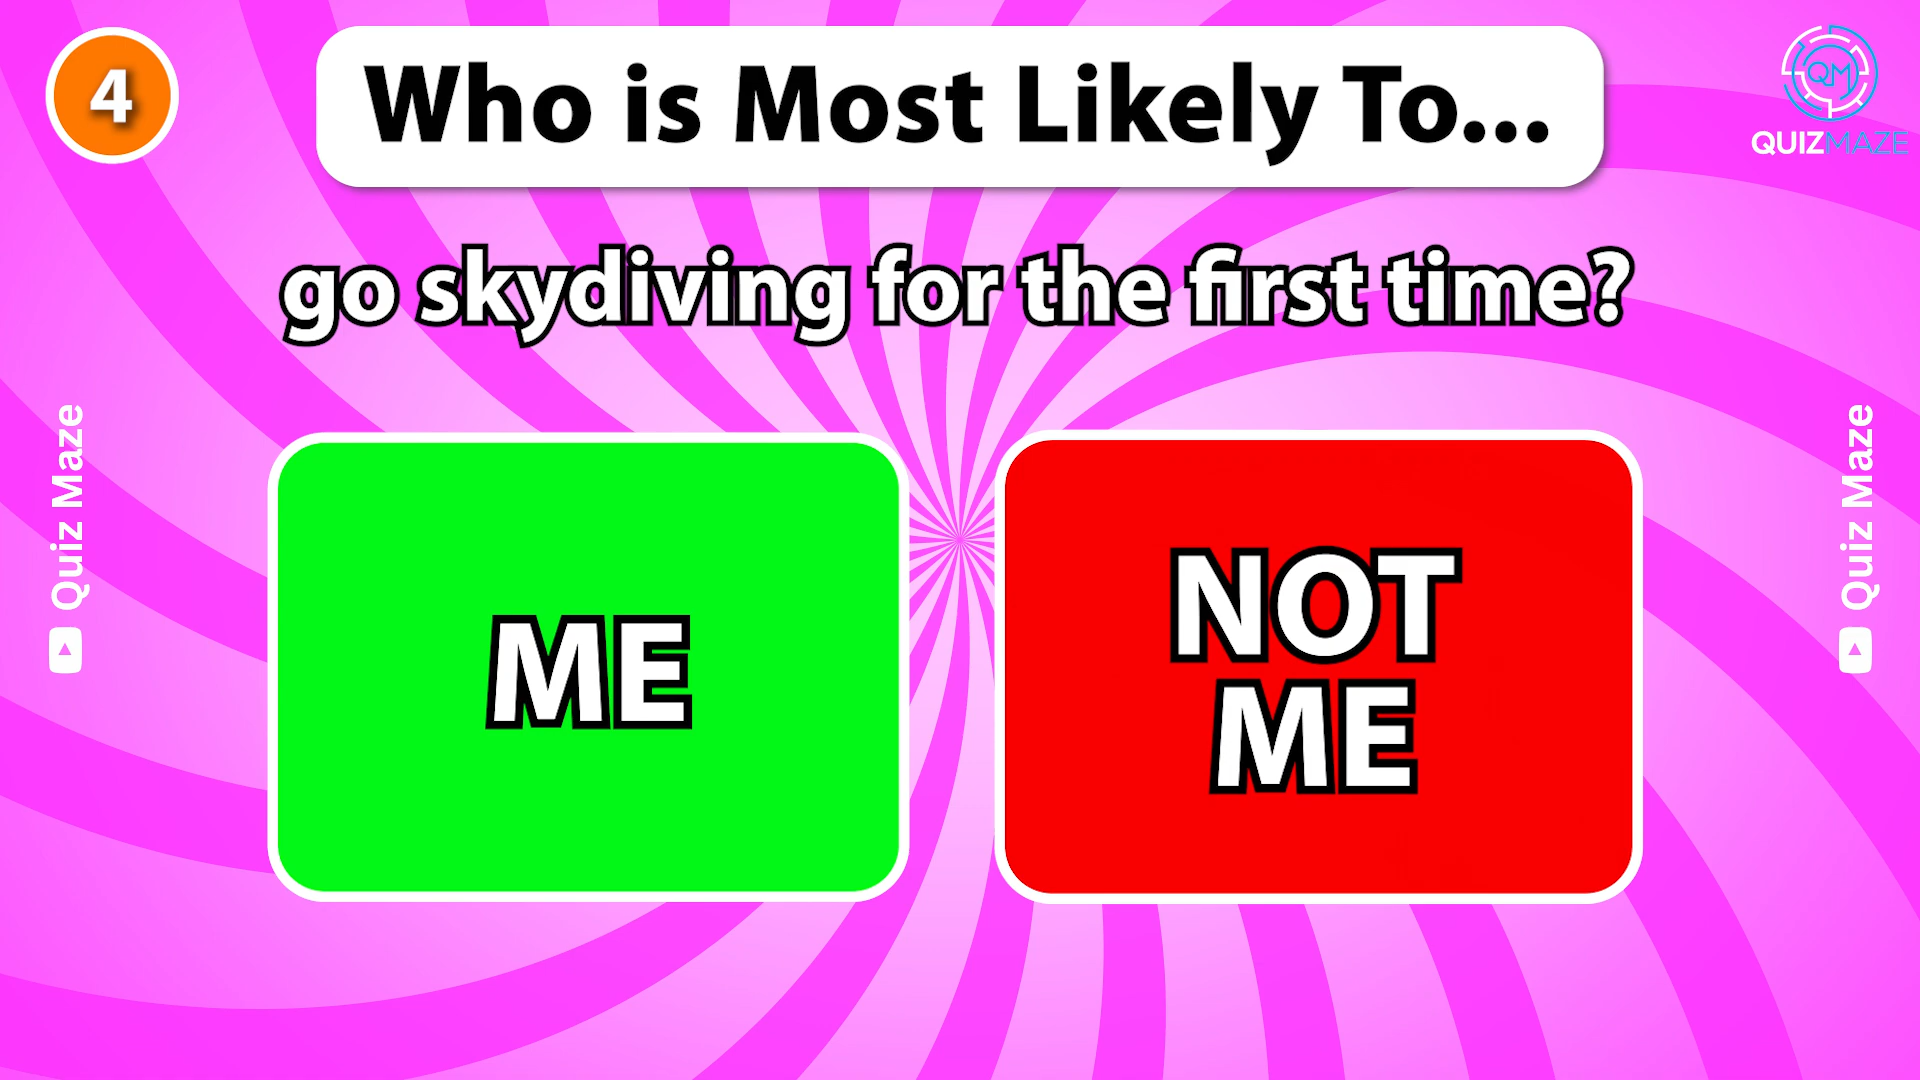 4
Who is Most Likely To...
QM
QUIZMAZE
go skydiving for the first time?
Quiz Maze
ME
NOT
ME
Quiz Maze